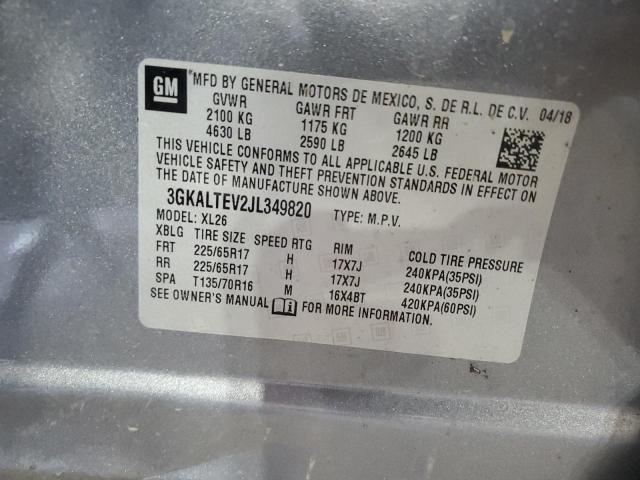 GM
*MFD BY GENERAL MOTORS DE MEXICO, S. DE R.L. DE C.V. 04/18
GVWR GAWR FRT GAWR RR
2100 KG 1175 KG 1200 KG
4630 LB 2590 LB 2645 LB
THIS VEHICLE CONFORMS TO ALL APPLICABLE U.S. FEDERAL MOTOR
VEHICLE SAFETY AND THEFT PREVENTION STANDARDS IN EFFECT ON
THE DATE OF MANUFACTURE SHOWN ABOVE.
3GKALTEV2JL349820 TYPE: M.P.V.
MODEL: XL26
XBLG TIRE SIZE SPEED RTG RIM COLD TIRE PRESSURE
FRT 225/65R17 H 17X7J 240KPA(35PSI)
RR 225/65R17 H 17X7J 240KPA(35PSI)
SPA T135/70R16 M 16X4BT 420KPA(60PSI)
SEE OWNER'S MANUAL FOR MORE INFORMATION.